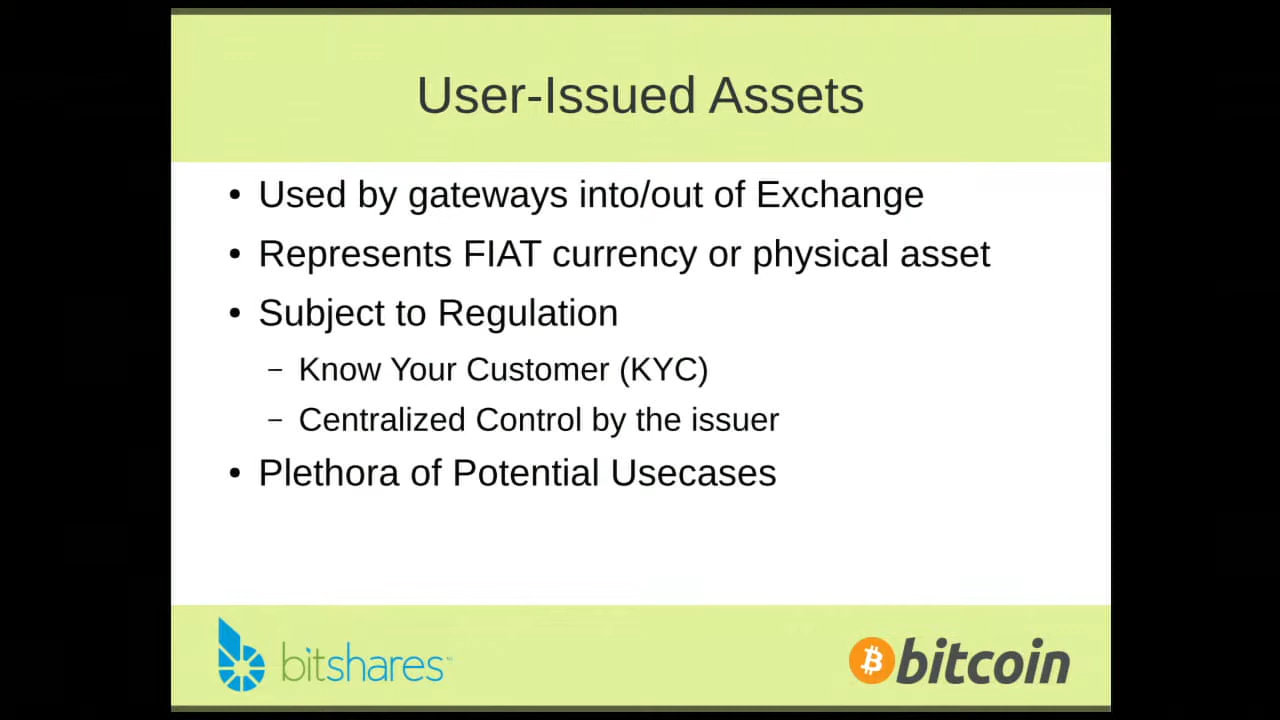 User-Issued Assets
• Used by gateways into/out of Exchange
• Represents FIAT currency or physical asset
• Subject to Regulation
– Know Your Customer (KYC)
– Centralized Control by the issuer
• Plethora of Potential Usecases
bitshares™
bitcoin